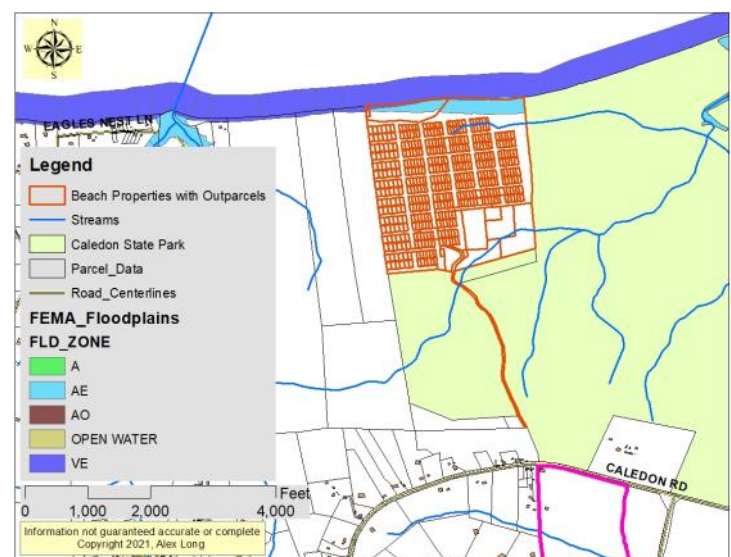 N
W E
S
EAGLES NEST LN
Legend
Beach Properties with Outparcels
Streams
Caledon State Park
Parcel_Data
Road_Centerlines
FEMA_Floodplains
FLD_ZONE
A
AE
AO
OPEN WATER
VE
CALEDON RD
Feet
0 1,000 2,000 4,000
Information not guaranteed accurate or complete
Copyright 2021, Alex Long